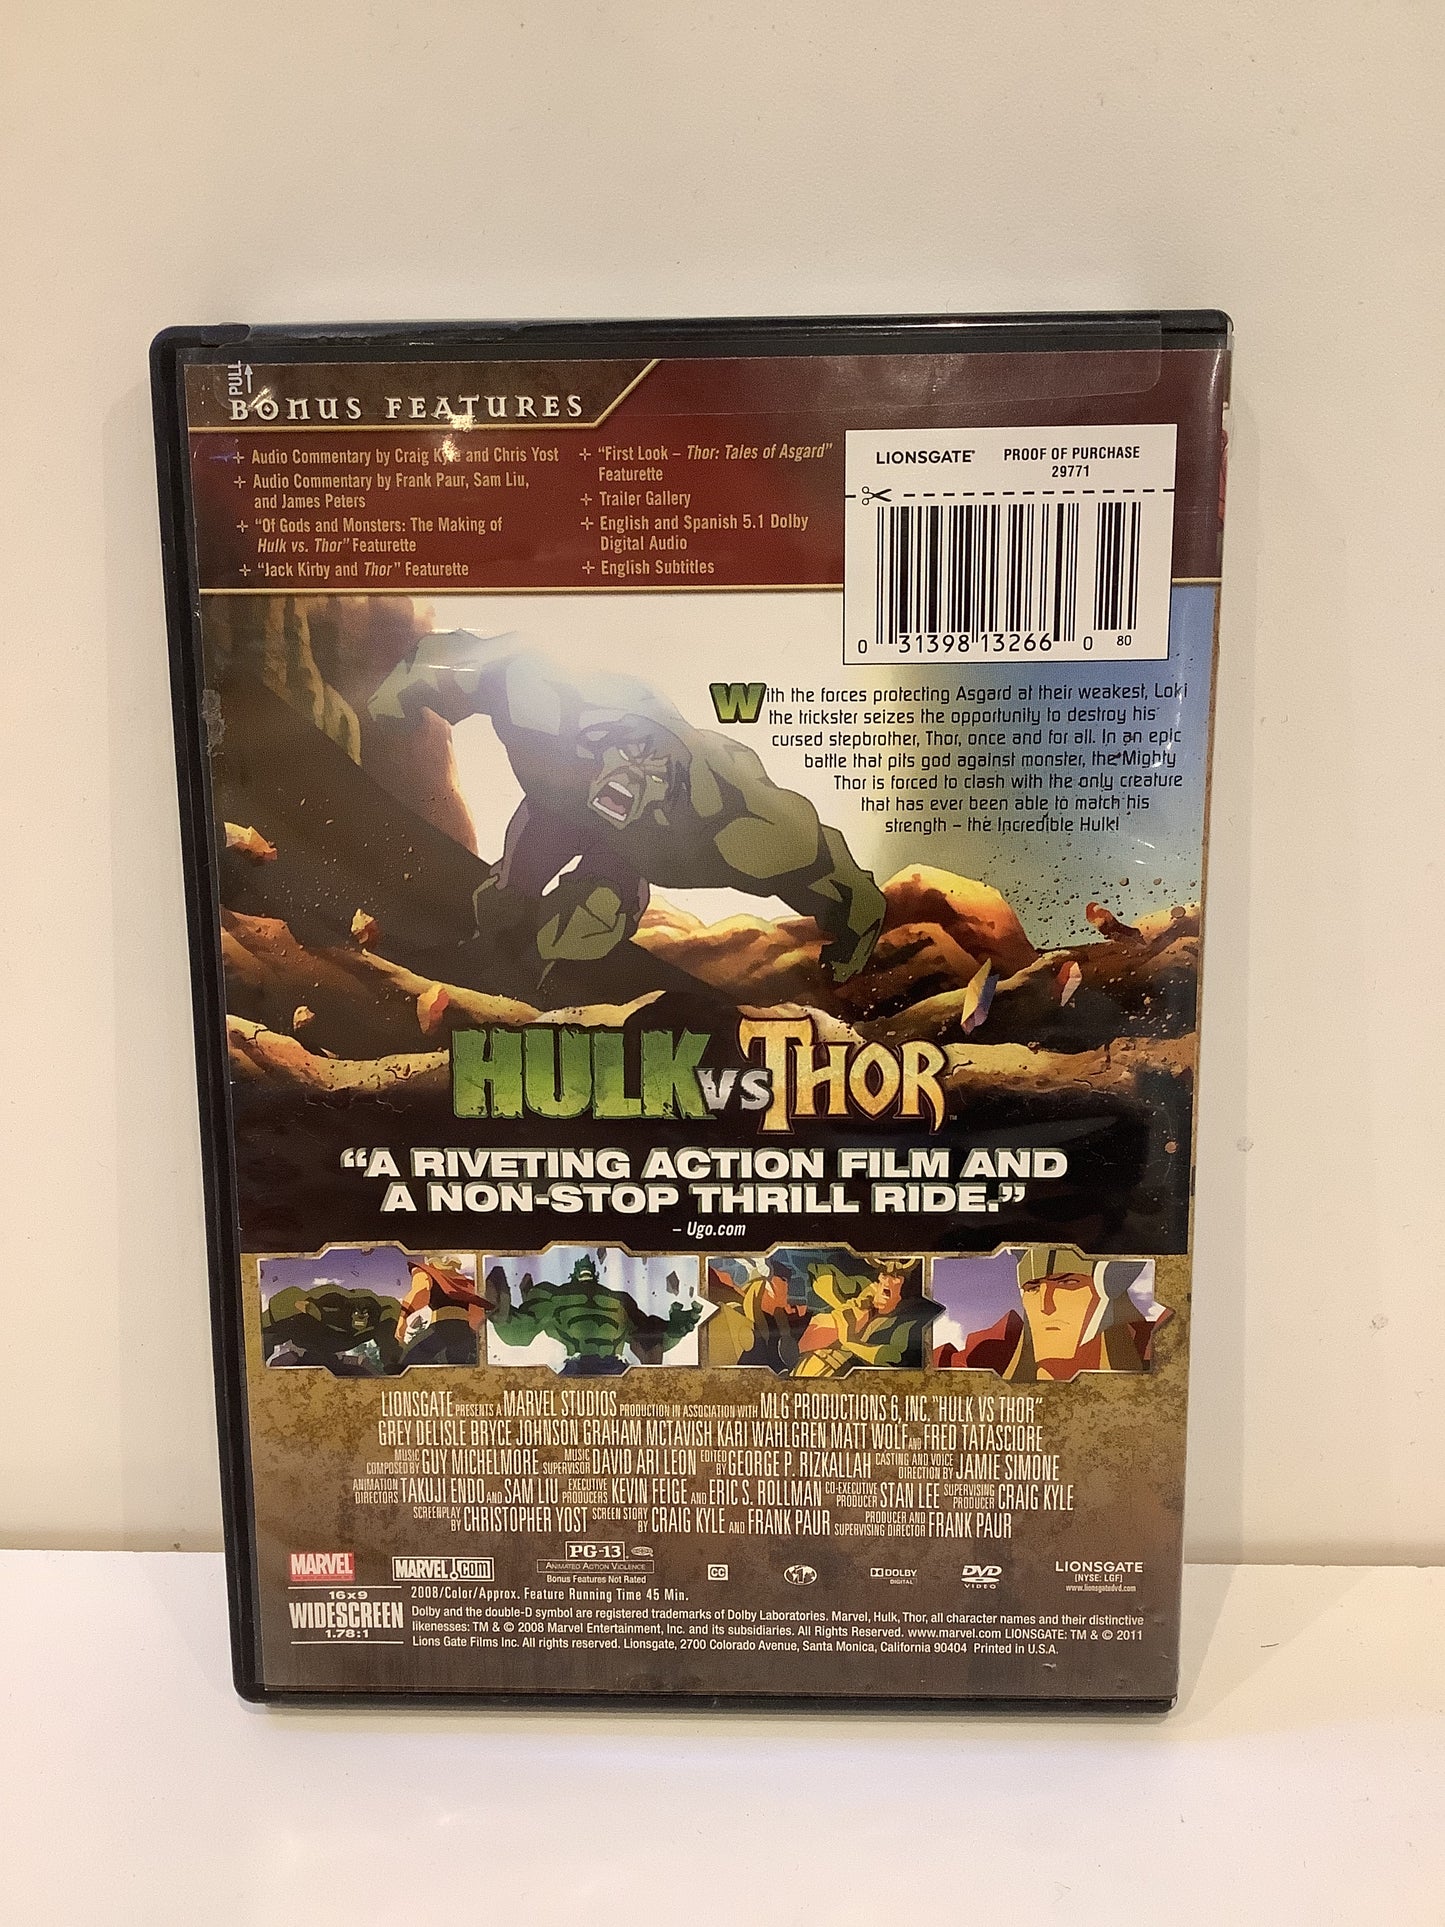 PULL
BONUS FEATURES
Audio Commentary by Craig Kyle and Chris Yost
Audio Commentary by Frank Paur, Sam Liu,
and James Peters
"Of Gods and Monsters: The Making of
Hulk vs. Thor" Featurette
"Jack Kirby and Thor" Featurette
"First Look – Thor: Tales of Asgard"
Featurette
Trailer Gallery
English and Spanish 5.1 Dolby
Digital Audio
English Subtitles
LIONSGATE® PROOF OF PURCHASE
29771
0 31398 13266 0 80
With the forces protecting Asgard at their weakest, Loki
the trickster seizes the opportunity to destroy his
cursed stepbrother, Thor, once and for all. In an epic
battle that pits god against monster, the Mighty
Thor is forced to clash with the only creature
that has ever been able to match his
strength – the Incredible Hulk!
HULK VS THOR™
"A RIVETING ACTION FILM AND
A NON-STOP THRILL RIDE."
– Ugo.com
LIONSGATE PRESENTS A MARVEL STUDIOS PRODUCTION IN ASSOCIATION WITH MLG PRODUCTIONS 6, INC. "HULK VS THOR"
GREY DELISLE BRYCE JOHNSON GRAHAM MCTAVISH KARI WAHLGREN MATT WOLF AND FRED TATASCIORE
MUSIC COMPOSED BY GUY MICHELMORE MUSIC SUPERVISOR DAVID ARI LEON EDITED BY GEORGE P. RIZKALLAH CASTING AND VOICE DIRECTION BY JAMIE SIMONE
ANIMATION DIRECTORS TAKUJI ENDO AND SAM LIU EXECUTIVE PRODUCERS KEVIN FEIGE AND ERIC S. ROLLMAN CO-EXECUTIVE PRODUCER STAN LEE SUPERVISING PRODUCER CRAIG KYLE
SCREENPLAY BY CHRISTOPHER YOST SCREEN STORY BY CRAIG KYLE AND FRANK PAUR PRODUCER AND SUPERVISING DIRECTOR FRANK PAUR
MARVEL
MARVEL.com
PG-13
ANIMATED ACTION VIOLENCE
Bonus Features Not Rated
CC
DOLBY
DIGITAL
DVD
VIDEO
LIONSGATE
[NYSE: LGF]
www.lionsgatedvd.com
16x9
WIDESCREEN
1.78:1
2008/Color/Approx. Feature Running Time 45 Min.
Dolby and the double-D symbol are registered trademarks of Dolby Laboratories. Marvel, Hulk, Thor, all character names and their distinctive
likenesses: TM & © 2008 Marvel Entertainment, Inc. and its subsidiaries. All Rights Reserved. www.marvel.com LIONSGATE: TM & © 2011
Lions Gate Films Inc. All rights reserved. Lionsgate, 2700 Colorado Avenue, Santa Monica, California 90404 Printed in U.S.A.